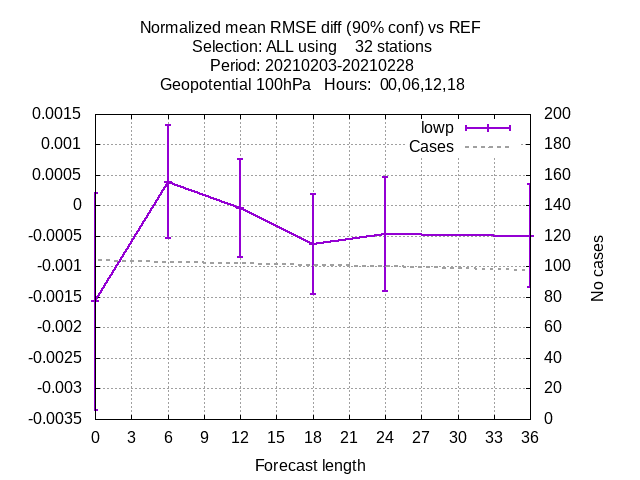 Normalized mean RMSE diff (90% conf) vs REF
Selection: ALL using    32 stations
Period: 20210203-20210228
Geopotential 100hPa   Hours:  00,06,12,18
0.0015
0.001
0.0005
0
-0.0005
-0.001
-0.0015
-0.002
-0.0025
-0.003
-0.0035
lowp
Cases
200
180
160
140
120
100
80
60
40
20
0
No cases
0 3 6 9 12 15 18 21 24 27 30 33 36
Forecast length